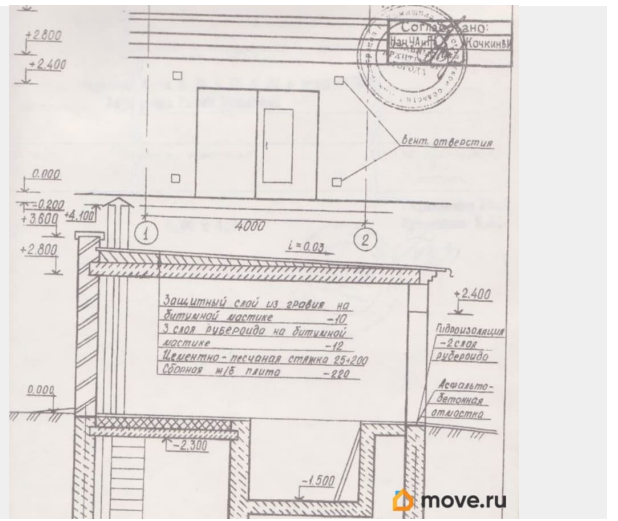 +2.800
+2.400
Согласовано:
Кочкин В.И
Вент. отверстия
0.000
-0.200
+4.100
+3.600
1
4000
2
i=0.03
+2.800
Защитный слой из гравия на
битумной мастике -10
3 слоя рубероида на битумной
мастике -12
Цементно-песчаная стяжка 25÷200
Сборная ж/б плита -220
+2.400
Гидроизоляция
-2 слоя
рубероида
Асфальто-
бетонная
отмостка
0.000
-2.300
-1.500
move.ru